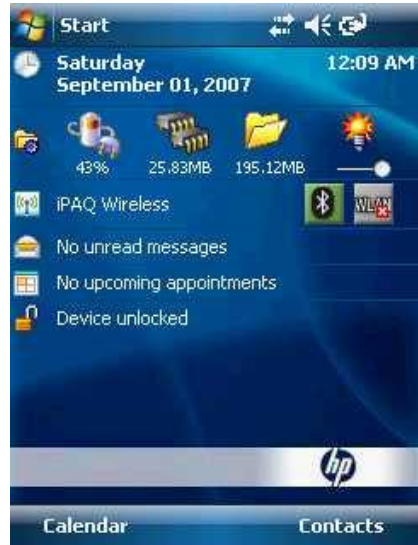 Start
Saturday 12:09 AM
September 01, 2007
43% 25.83MB 195.12MB
iPAQ Wireless WLAN
No unread messages
No upcoming appointments
Device unlocked
hp
Calendar Contacts